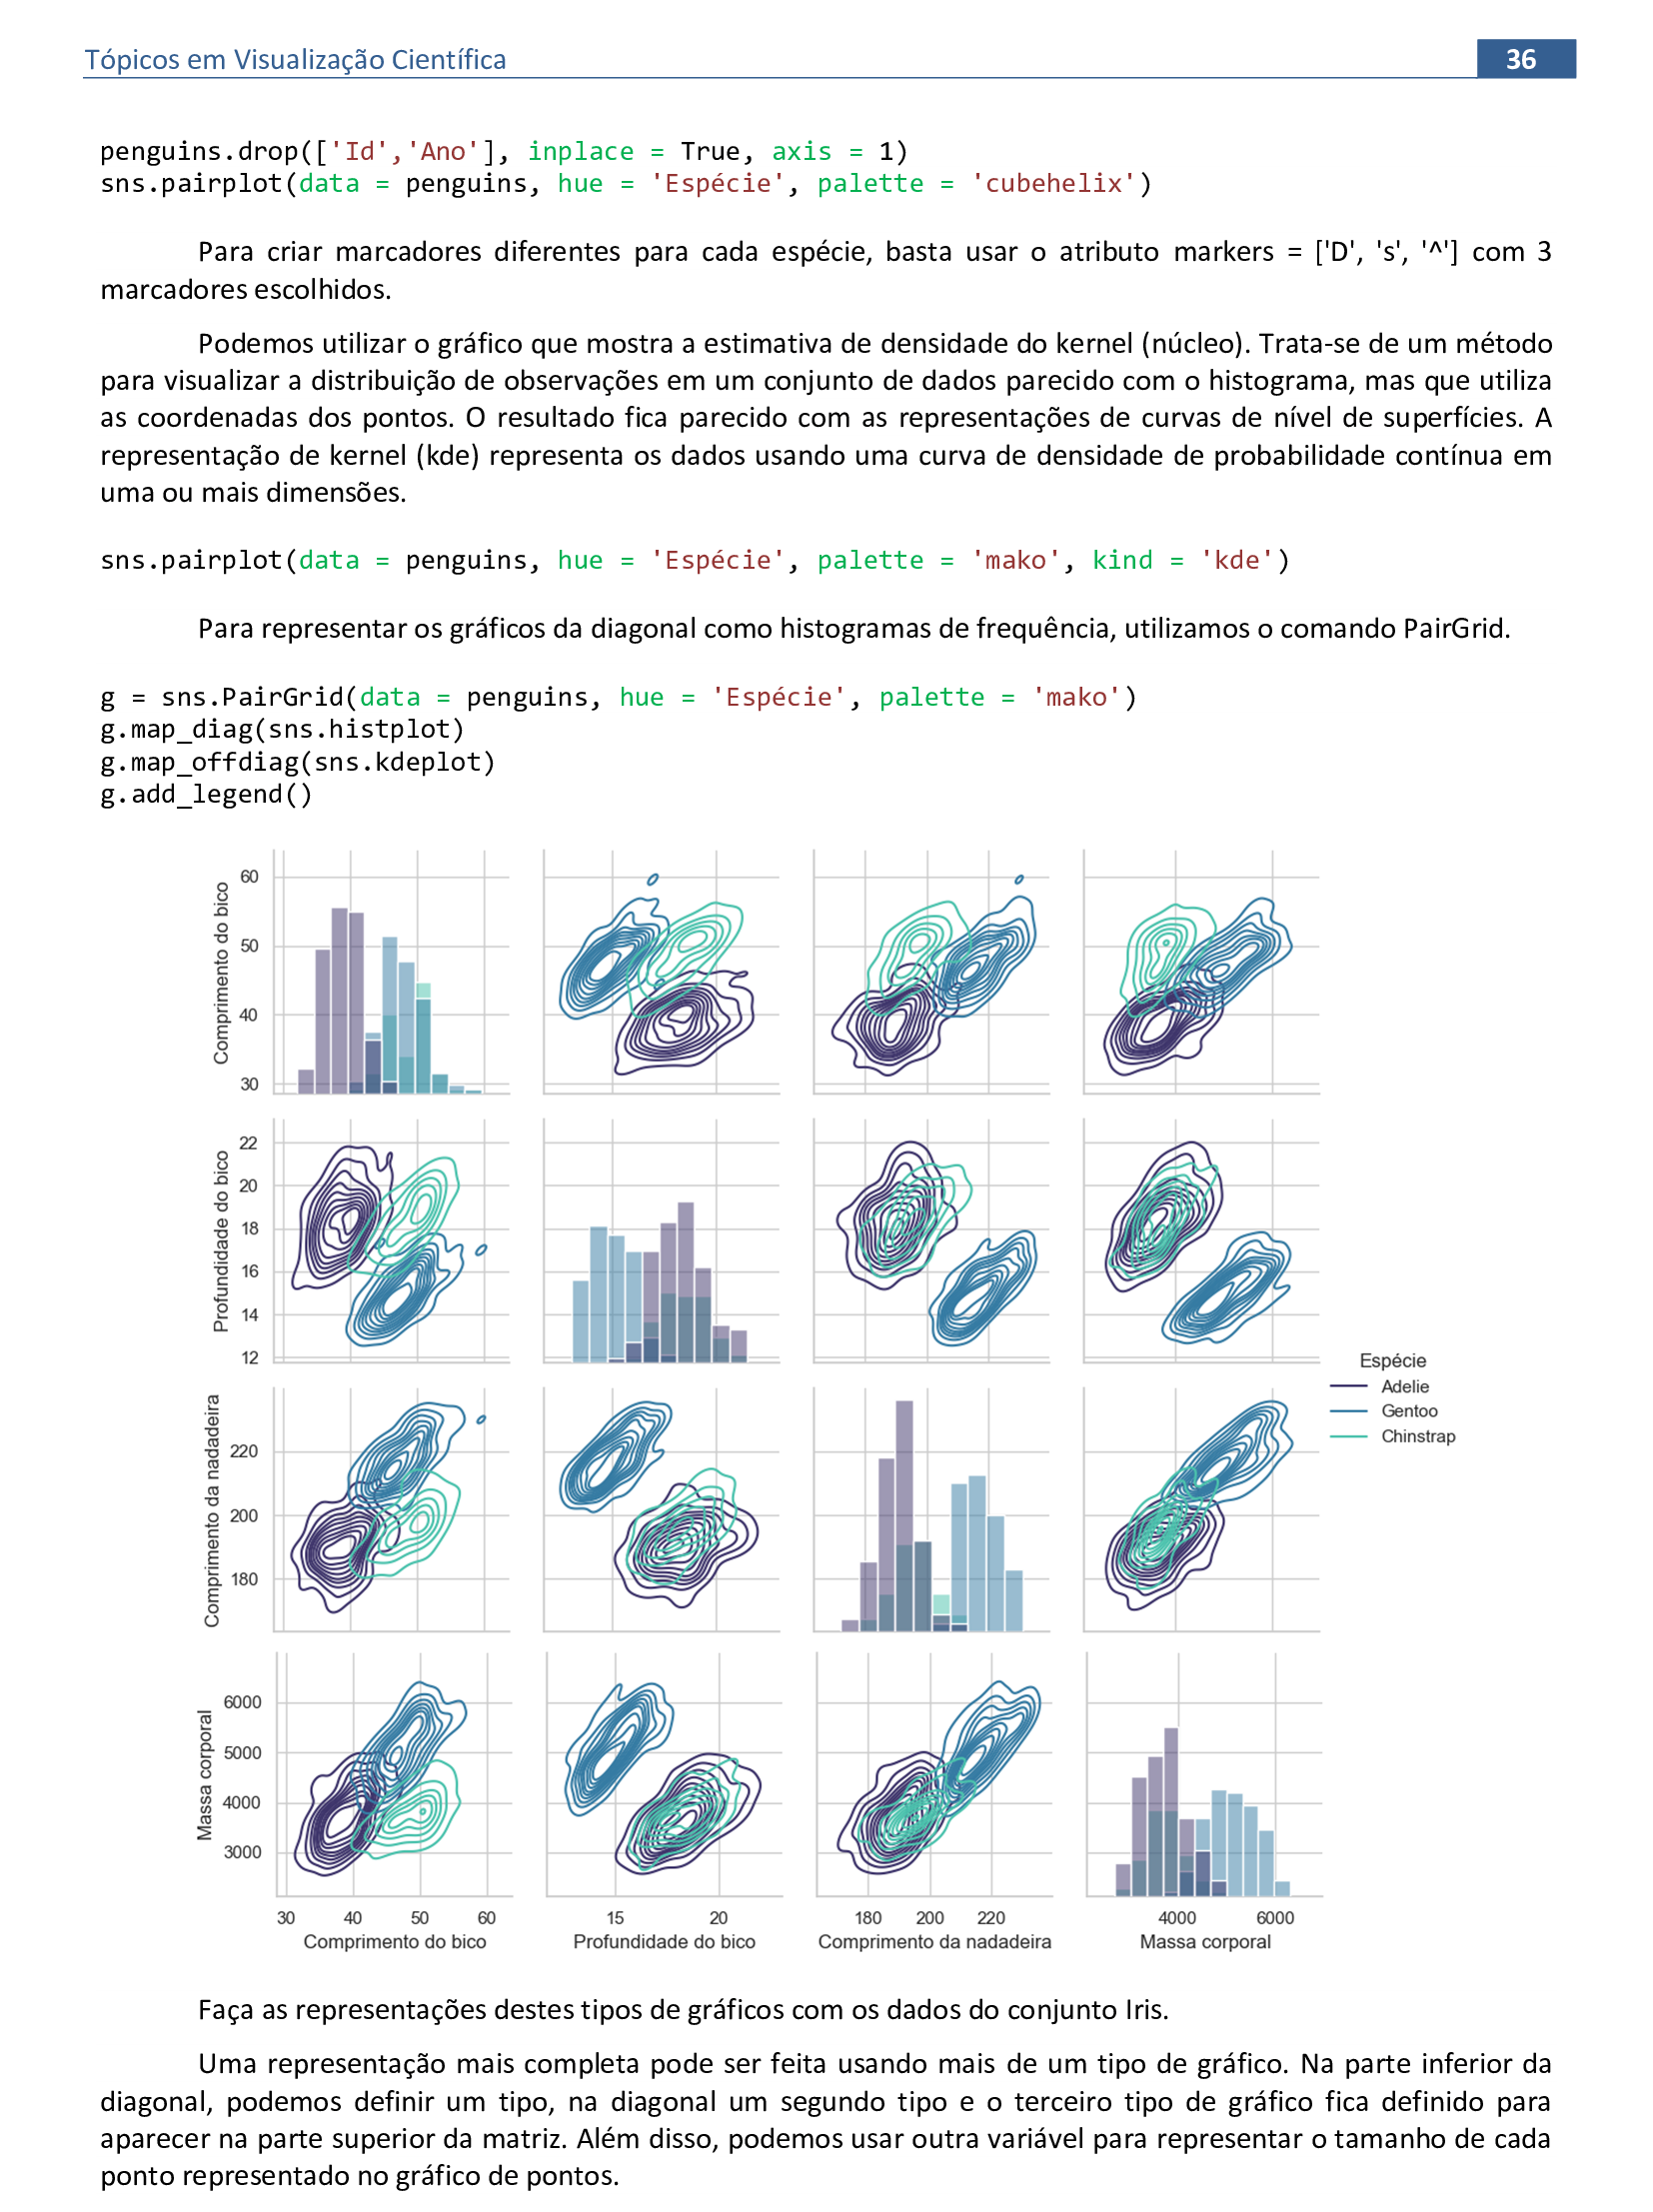 Tópicos em Visualização Científica 36
penguins.drop(['Id','Ano'], inplace = True, axis = 1)
sns.pairplot(data = penguins, hue = 'Espécie', palette = 'cubehelix')
Para criar marcadores diferentes para cada espécie, basta usar o atributo markers = ['D', 's', '^'] com 3
marcadores escolhidos.
Podemos utilizar o gráfico que mostra a estimativa de densidade do kernel (núcleo). Trata-se de um método
para visualizar a distribuição de observações em um conjunto de dados parecido com o histograma, mas que utiliza
as coordenadas dos pontos. O resultado fica parecido com as representações de curvas de nível de superfícies. A
representação de kernel (kde) representa os dados usando uma curva de densidade de probabilidade contínua em
uma ou mais dimensões.
sns.pairplot(data = penguins, hue = 'Espécie', palette = 'mako', kind = 'kde')
Para representar os gráficos da diagonal como histogramas de frequência, utilizamos o comando PairGrid.
g = sns.PairGrid(data = penguins, hue = 'Espécie', palette = 'mako')
g.map_diag(sns.histplot)
g.map_offdiag(sns.kdeplot)
g.add_legend()
Comprimento do bico
60
50
40
30
Profundidade do bico
22
20
18
16
14
12
Espécie
Adelie
Gentoo
Chinstrap
Comprimento da nadadeira
220
200
180
Massa corporal
6000
5000
4000
3000
30 40 50 60 15 20 180 200 220 4000 6000
Comprimento do bico Profundidade do bico Comprimento da nadadeira Massa corporal
Faça as representações destes tipos de gráficos com os dados do conjunto Iris.
Uma representação mais completa pode ser feita usando mais de um tipo de gráfico. Na parte inferior da
diagonal, podemos definir um tipo, na diagonal um segundo tipo e o terceiro tipo de gráfico fica definido para
aparecer na parte superior da matriz. Além disso, podemos usar outra variável para representar o tamanho de cada
ponto representado no gráfico de pontos.